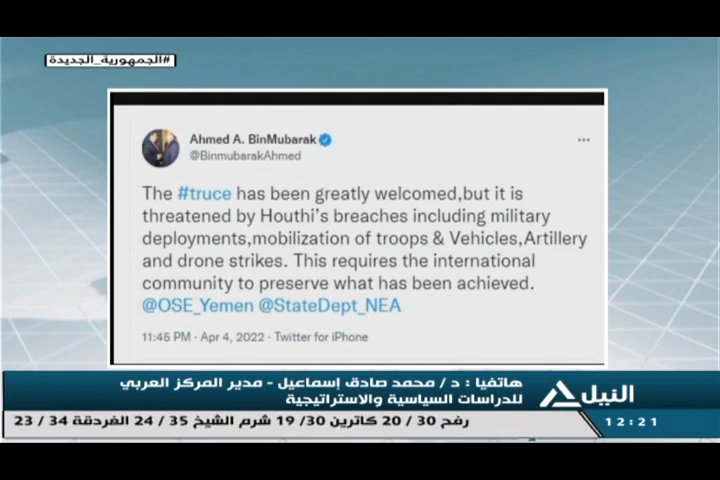 #الجمهورية_الجديدة
Ahmed A. BinMubarak
@BinmubarakAhmed
The #truce has been greatly welcomed,but it is
threatened by Houthi's breaches including military
deployments,mobilization of troops & Vehicles,Artillery
and drone strikes. This requires the international
community to preserve what has been achieved.
@OSE_Yemen @StateDept_NEA
11:45 PM · Apr 4, 2022 · Twitter for iPhone
هاتفيا : د / محمد صادق إسماعيل - مدير المركز العربي
للدراسات السياسية والاستراتيجية
النيل
رفح 30 / 20 كاترين 30/ 19 شرم الشيخ 35 / 24 الغردقة 34 / 23
12:21